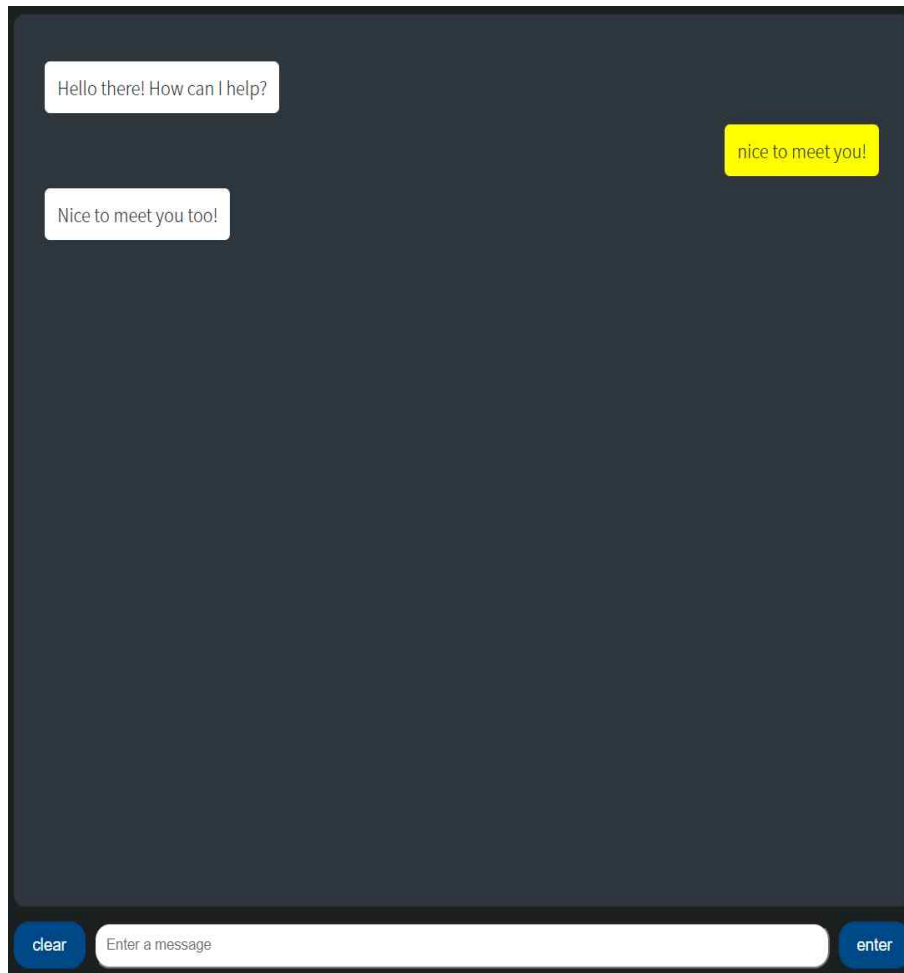 Hello there! How can I help?
nice to meet you!
Nice to meet you too!
clear
Enter a message
enter